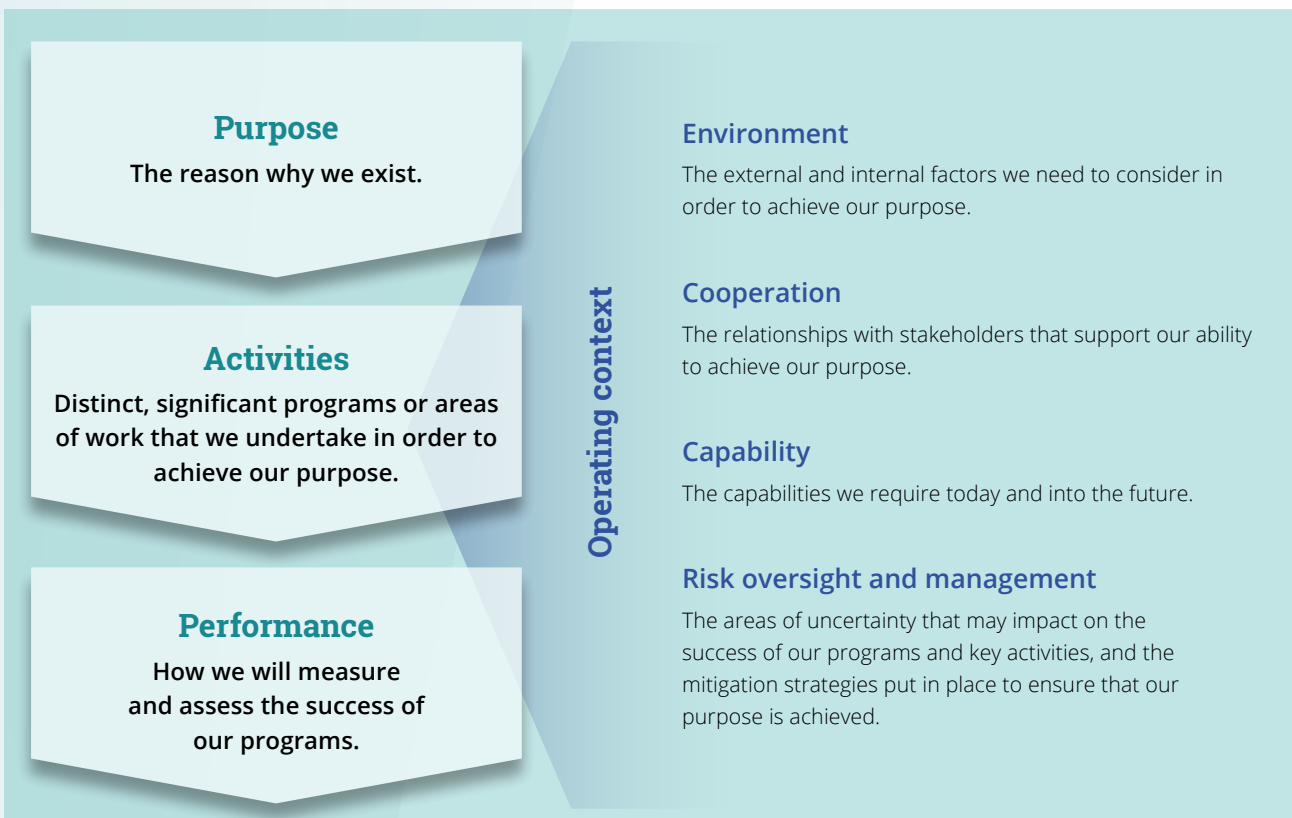 Purpose
The reason why we exist.
Activities
Distinct, significant programs or areas
of work that we undertake in order to
achieve our purpose.
Performance
How we will measure
and assess the success of
our programs.
Operating context
Environment
The external and internal factors we need to consider in
order to achieve our purpose.
Cooperation
The relationships with stakeholders that support our ability
to achieve our purpose.
Capability
The capabilities we require today and into the future.
Risk oversight and management
The areas of uncertainty that may impact on the
success of our programs and key activities, and the
mitigation strategies put in place to ensure that our
purpose is achieved.